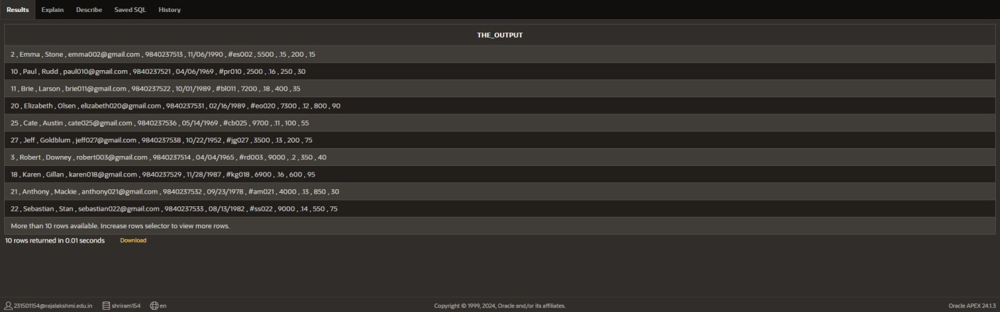 Results Explain Describe Saved SQL History
THE_OUTPUT
2 , Emma , Stone , emma002@gmail.com , 9840237513 , 11/06/1990 , #es002 , 5500 , .15 , 200 , 15
10 , Paul , Rudd , paul010@gmail.com , 9840237521 , 04/06/1969 , #pr010 , 2500 , .16 , 250 , 30
11 , Brie , Larson , brie011@gmail.com , 9840237522 , 10/01/1989 , #bl011 , 7200 , .18 , 400 , 35
20 , Elizabeth , Olsen , elizabeth020@gmail.com , 9840237531 , 02/16/1989 , #eo020 , 7300 , .12 , 800 , 90
25 , Cate , Austin , cate025@gmail.com , 9840237536 , 05/14/1969 , #cb025 , 9700 , .11 , 100 , 55
27 , Jeff , Goldblum , jeff027@gmail.com , 9840237538 , 10/22/1952 , #jg027 , 3500 , .13 , 200 , 75
3 , Robert , Downey , robert003@gmail.com , 9840237514 , 04/04/1965 , #rd003 , 9000 , .2 , 350 , 40
18 , Karen , Gillan , karen018@gmail.com , 9840237529 , 11/28/1987 , #kg018 , 6900 , .16 , 600 , 95
21 , Anthony , Mackie , anthony021@gmail.com , 9840237532 , 09/23/1978 , #am021 , 4000 , .13 , 850 , 30
22 , Sebastian , Stan , sebastian022@gmail.com , 9840237533 , 08/13/1982 , #ss022 , 9000 , .14 , 550 , 75
More than 10 rows available. Increase rows selector to view more rows.
10 rows returned in 0.01 seconds Download
231501154@rajalakshmi.edu.in shriram154 en Copyright © 1999, 2024, Oracle and/or its affiliates. Oracle APEX 24.1.3